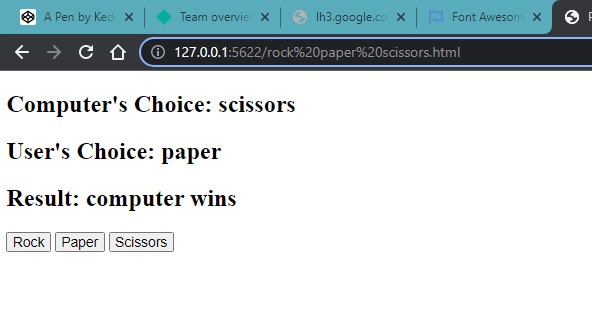 A Pen by Ked
Team overvie
lh3.google.co
Font Awesom
127.0.0.1:5622/rock%20paper%20scissors.html
Computer's Choice: scissors
User's Choice: paper
Result: computer wins
Rock Paper Scissors